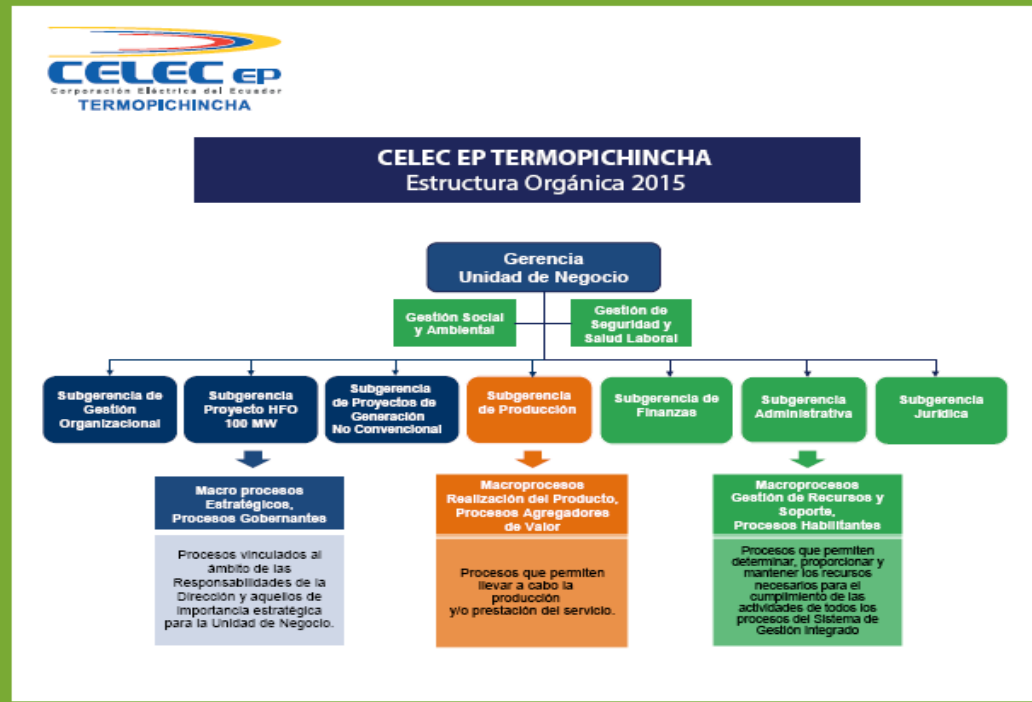 CELEC EP
Corporación Eléctrica del Ecuador
TERMOPICHINCHA
CELEC EP TERMOPICHINCHA
Estructura Orgánica 2015
Gerencia
Unidad de Negocio
Gestión Social
y Ambiental
Gestión de
Seguridad y
Salud Laboral
Subgerencia de
Gestión
Organizacional
Subgerencia
Proyecto HFO
100 MW
Subgerencia
de Proyectos de
Generación
No Convencional
Subgerencia
de Producción
Subgerencia de
Finanzas
Subgerencia
Administrativa
Subgerencia
Jurídica
Macro procesos
Estratégicos,
Procesos Gobernantes
Procesos vinculados al
ámbito de las
Responsabilidades de la
Dirección y aquellos de
importancia estratégica
para la Unidad de Negocio.
Macroprocesos
Realización del Producto,
Procesos Agregadores
de Valor
Procesos que permiten
llevar a cabo la
producción
y/o prestación del servicio.
Macroprocesos
Gestión de Recursos y
Soporte,
Procesos Habilitantes
Procesos que permiten
determinar, proporcionar y
mantener los recursos
necesarios para el
cumplimiento de las
actividades de todos los
procesos del Sistema de
Gestión Integrado